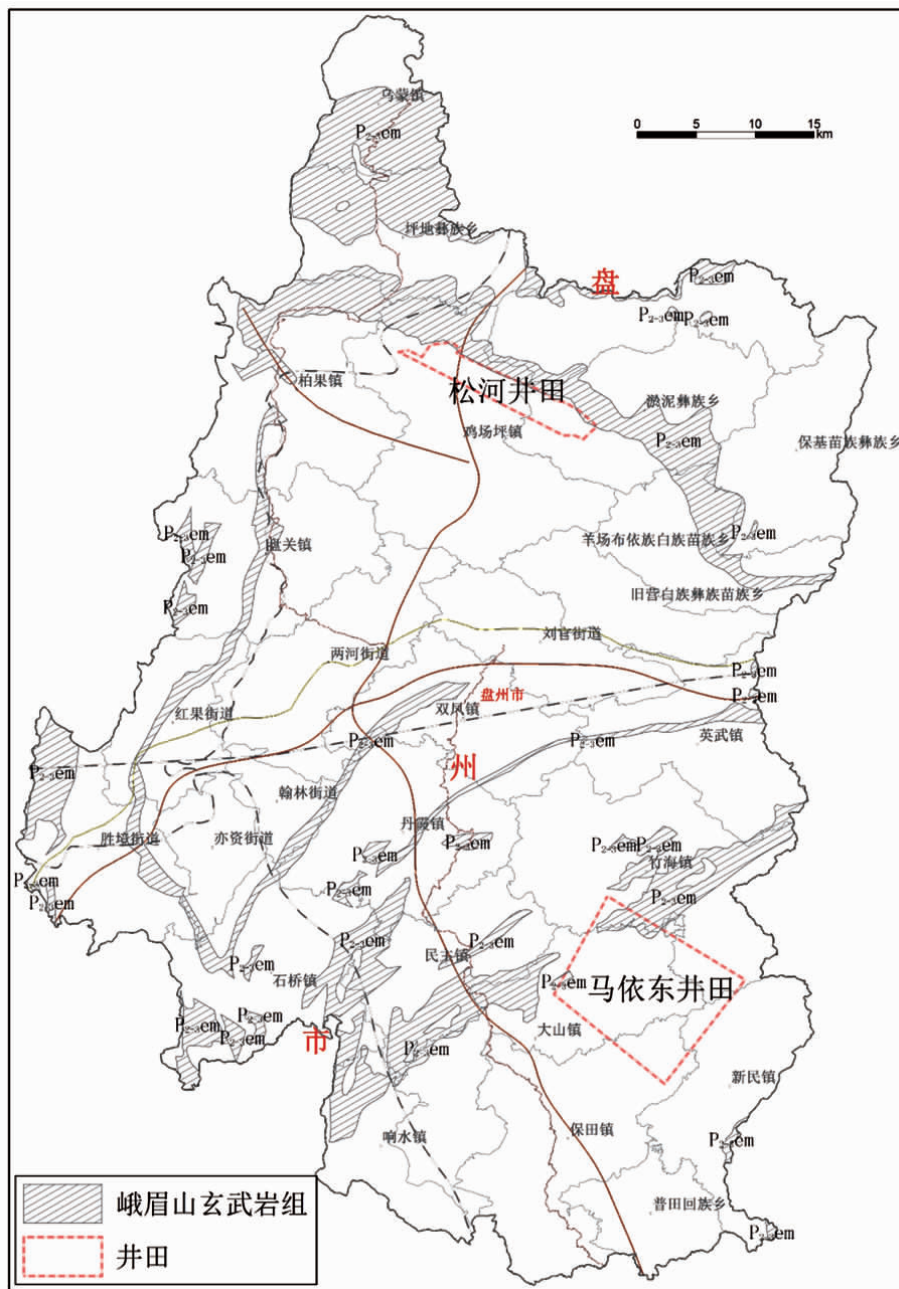 乌蒙镇
P₂₋₃em
0 5 10 15
km
坪地彝族乡
盘
P₂₋₃em
P₂₋₃em P₂₋₃em
柏果镇
松河井田
淤泥彝族乡
鸡场坪镇
P₂₋₃em
保基苗族彝族乡
P₂₋₃em
P₂₋₃em
盘关镇
羊场布依族白族苗族乡
P₂₋₃em
P₂₋₃em
旧营白族彝族苗族乡
刘官街道
两河街道
P₂₋₃em
盘州市
P₂₋₃em
红果街道
双凤镇
P₂₋₃em
P₂₋₃em
英武镇
州
P₂₋₃em
翰林街道
丹霞镇
胜境街道
亦资街道
P₂₋₃em
P₂₋₃em P₂₋₃em
P₂₋₃em
竹海镇
P₂₋₃em
P₂₋₃em
P₂₋₃em
P₂₋₃em
P₂₋₃em
P₂₋₃em
民主镇
P₂₋₃em
石桥镇
P₂₋₃em
马依东井田
P₂₋₃em
P₂₋₃em
P₂₋₃em
大山镇
市
P₂₋₃em
新民镇
响水镇
保田镇
P₂₋₃em
普田回族乡
P₂₋₃em
峨眉山玄武岩组
井田